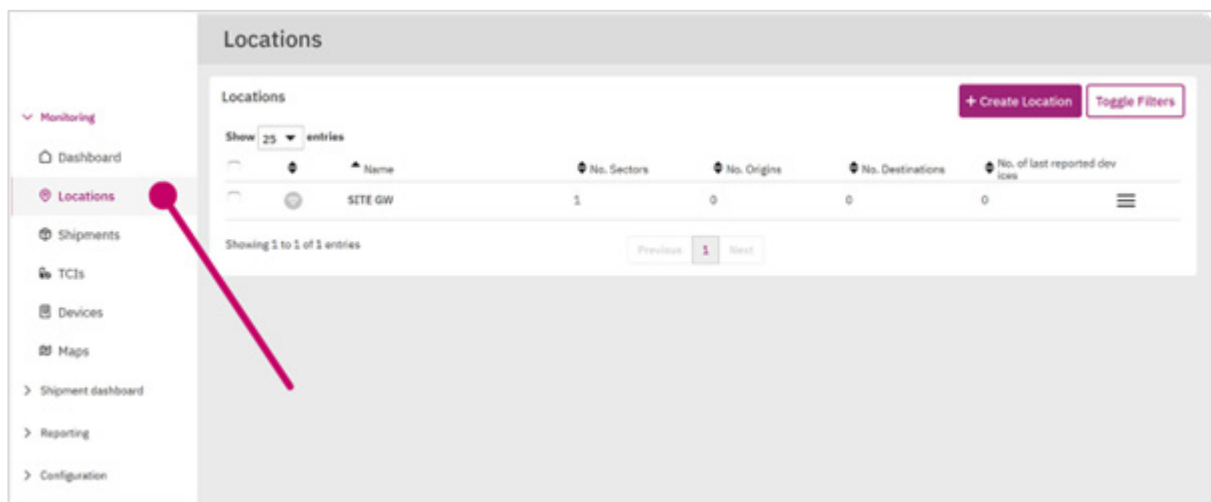 Locations
Monitoring
Dashboard
Locations
Shipments
TCIs
Devices
Maps
Shipment dashboard
Reporting
Configuration
Locations
+ Create Location
Toggle Filters
Show 25 entries
Name No. Sectors No. Origins No. Destinations No. of last reported dev
ices
SITE GW 1 0 0 0
Showing 1 to 1 of 1 entries
Previous 1 Next